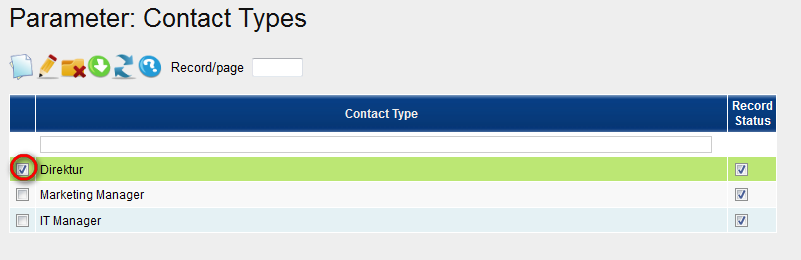 Parameter: Contact Types
Record/page
Contact Type
Record
Status
Direktur
Marketing Manager
IT Manager